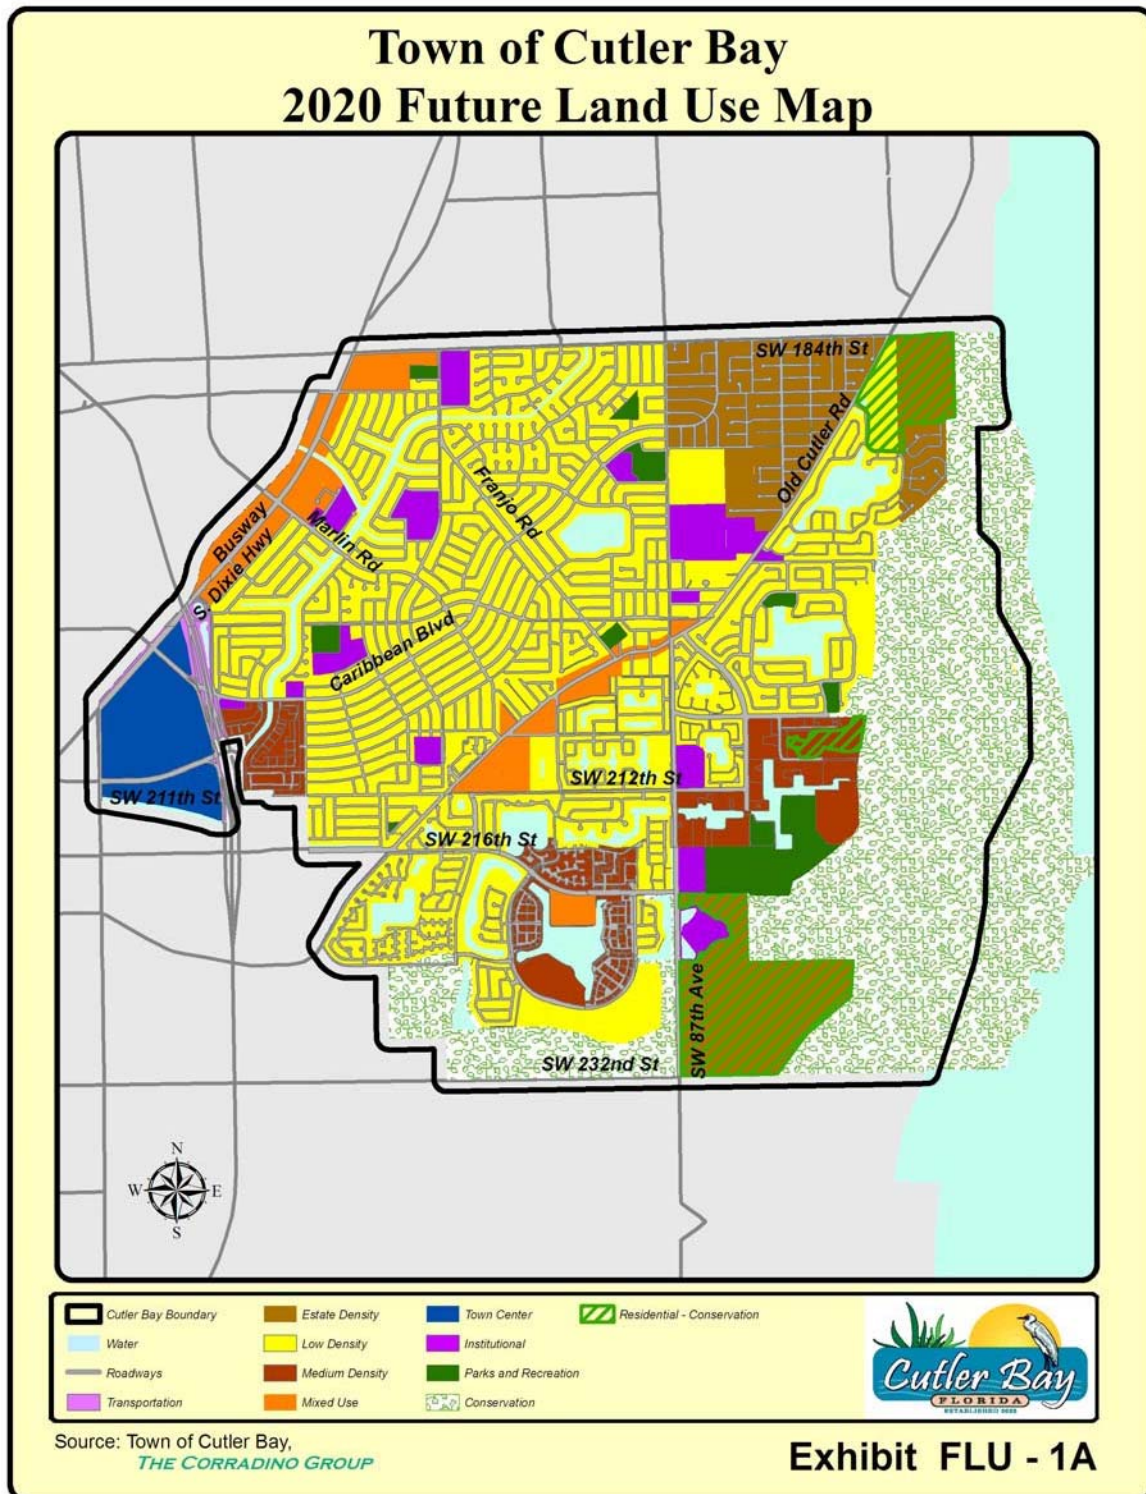 Town of Cutler Bay
2020 Future Land Use Map
SW 184th St
Old Cutler Rd
Franjo Rd
Busway
Marlin Rd
S. Dixie Hwy
Caribbean Blvd
SW 212th St
SW 211th St
SW 216th St
SW 87th Ave
SW 232nd St
N
W E
S
Cutler Bay Boundary
Water
Roadways
Transportation
Estate Density
Low Density
Medium Density
Mixed Use
Town Center
Institutional
Parks and Recreation
Conservation
Residential - Conservation
Cutler Bay
FLORIDA
Source: Town of Cutler Bay,
THE CORRADINO GROUP
Exhibit FLU - 1A